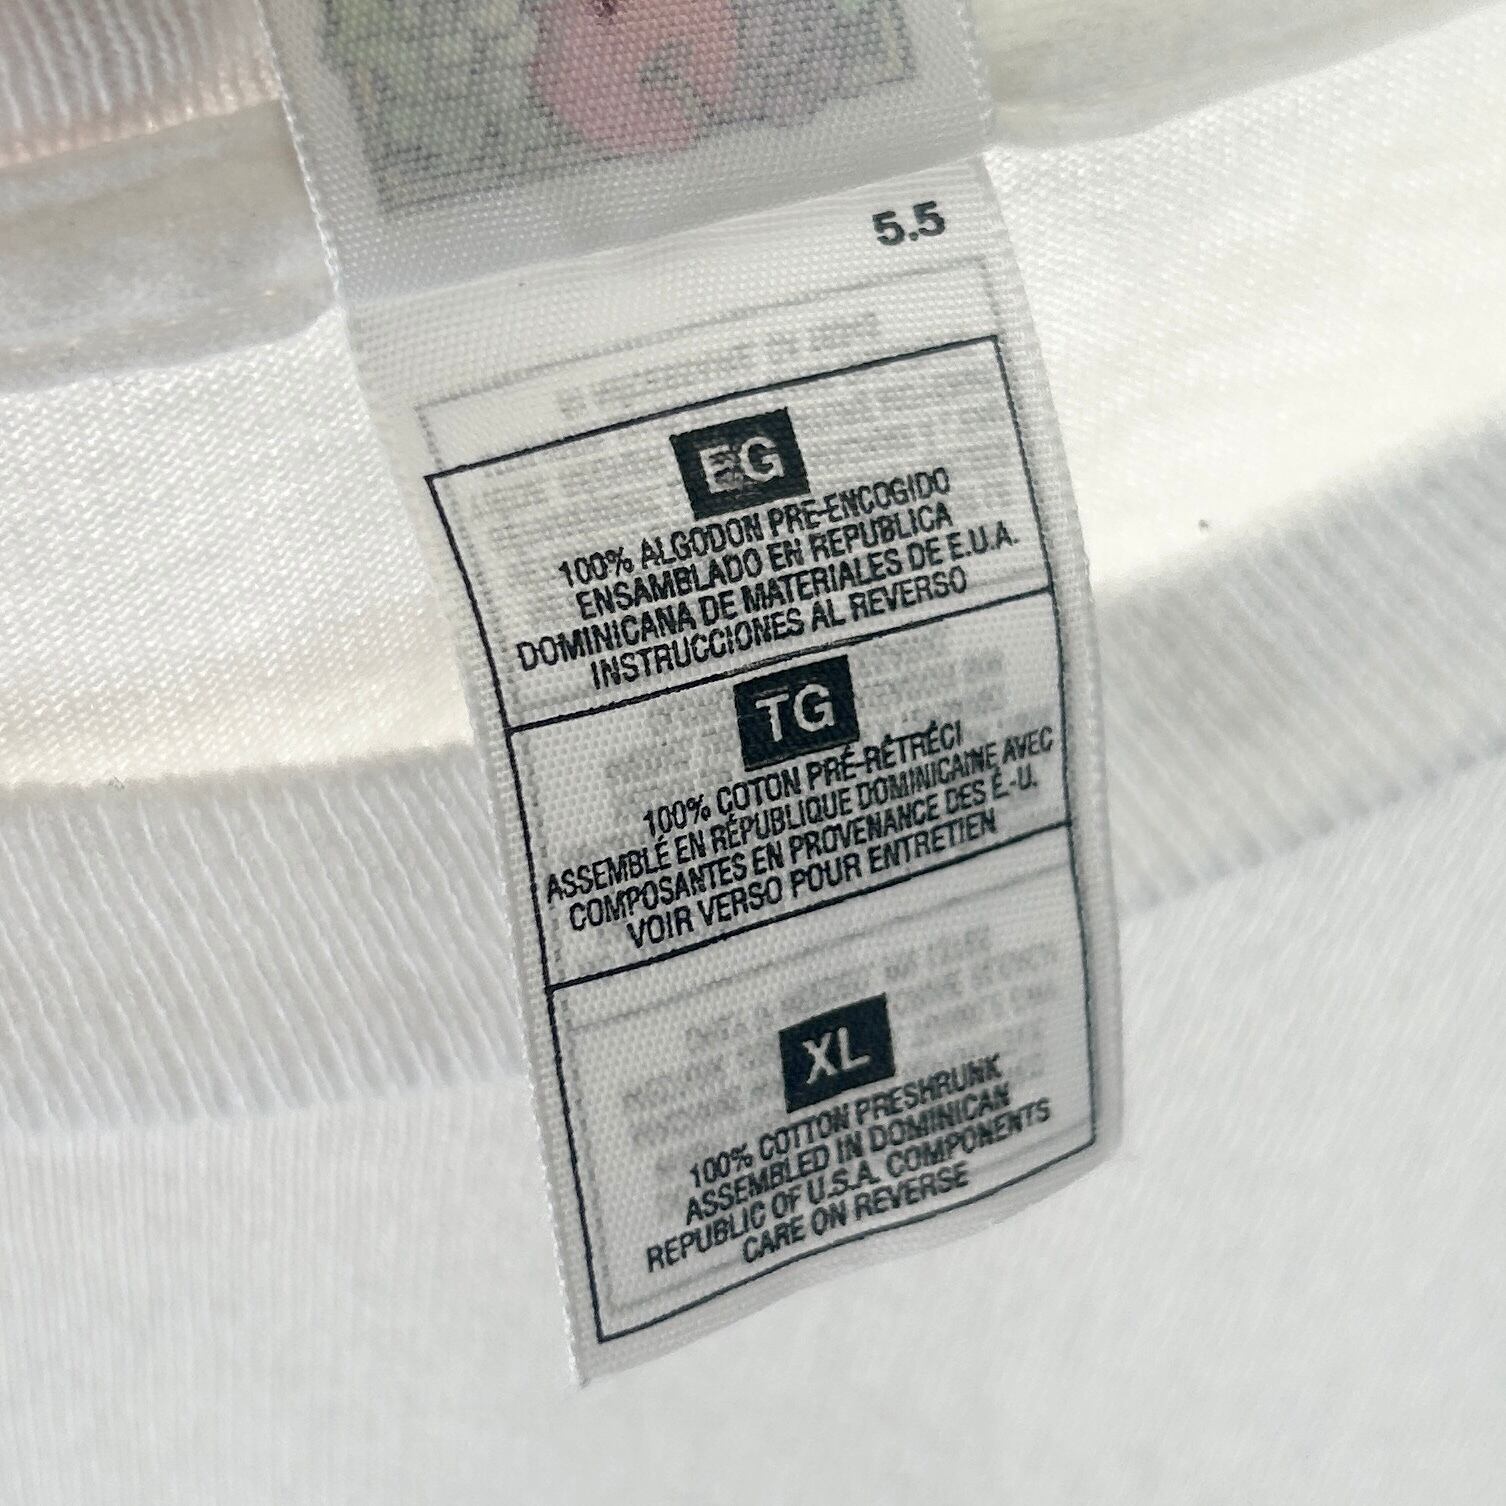 5.5
EG
100% ALGODON PRE-ENCOGIDO
ENSAMBLADO EN REPUBLICA
DOMINICANA DE MATERIALES DE E.U.A.
INSTRUCCIONES AL REVERSO
TG
100% COTON PRÉ-RÉTRÉCI
ASSEMBLÉ EN RÉPUBLIQUE DOMINICAINE AVEC
COMPOSANTES EN PROVENANCE DES É.-U.
VOIR VERSO POUR ENTRETIEN
XL
100% COTTON PRESHRUNK
ASSEMBLED IN DOMINICAN
REPUBLIC OF U.S.A. COMPONENTS
CARE ON REVERSE